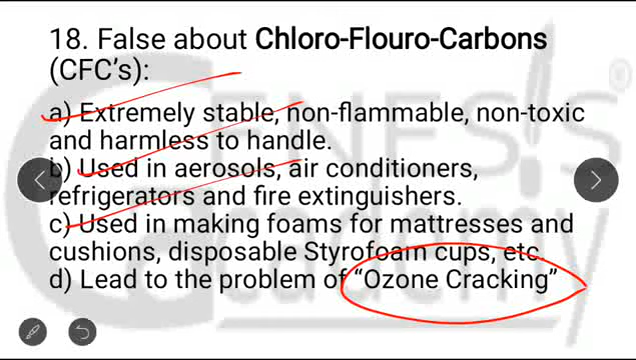 18. False about Chloro-Flouro-Carbons
(CFC's):
a) Extremely stable, non-flammable, non-toxic
and harmless to handle.
b) Used in aerosols, air conditioners,
refrigerators and fire extinguishers.
c) Used in making foams for mattresses and
cushions, disposable Styrofoam cups, etc.
d) Lead to the problem of “Ozone Cracking”
GENESIS
academy
®